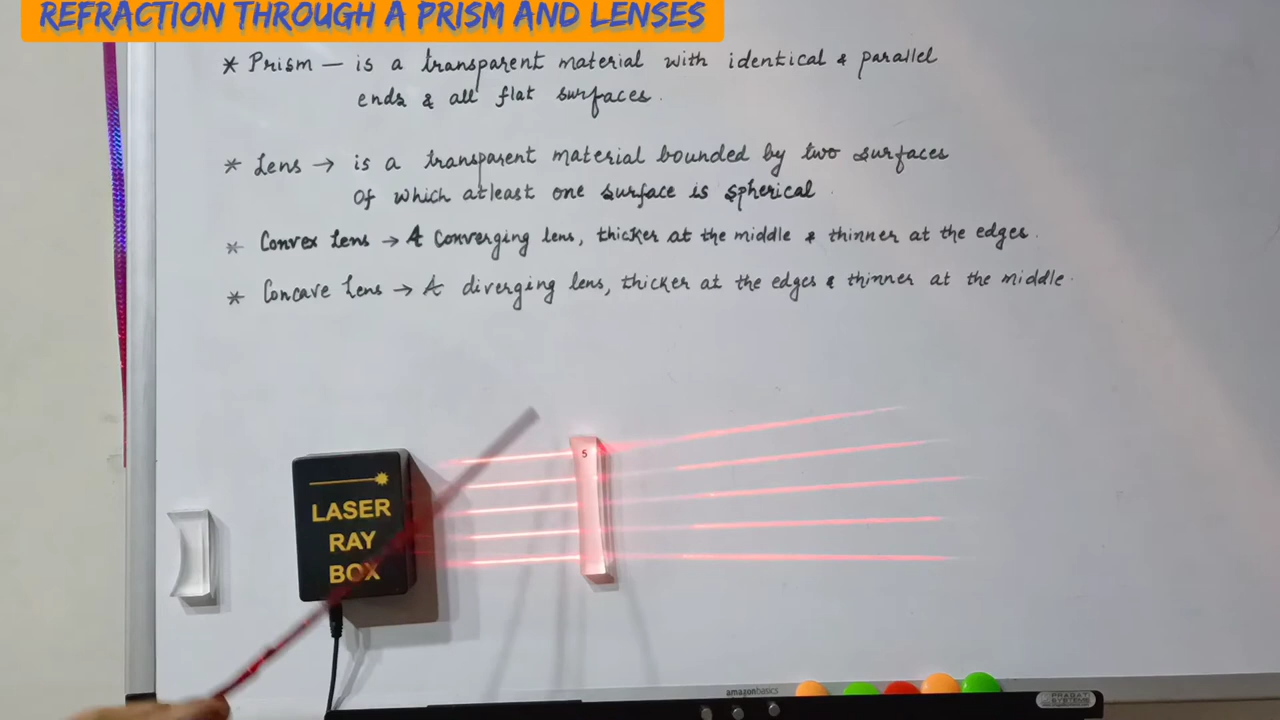 REFRACTION THROUGH A PRISM AND LENSES
* Prism — is a transparent material with identical & parallel
ends & all flat surfaces.
* Lens → is a transparent material bounded by two surfaces
Of which atleast one surface is spherical.
* Convex Lens → A Converging lens, thicker at the middle & thinner at the edges.
* Concave Lens → A diverging lens, thicker at the edges & thinner at the middle.
5
LASER
RAY
BOX
amazonbasics
PRAGATI
SYSTEMS